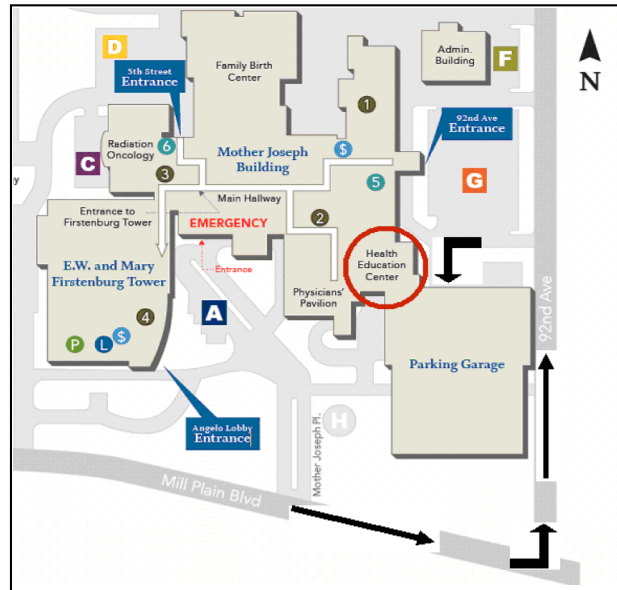 D
5th Street
Entrance
Family Birth
Center
Admin.
Building
F
N
1
92nd Ave
Entrance
Radiation
Oncology
6
Mother Joseph
Building
$
C
3
5
G
Main Hallway
Entrance to
Firstenburg Tower
EMERGENCY
2
Entrance
Health
Education
Center
E.W. and Mary
Firstenburg Tower
Physicians'
Pavilion
A
4
P
L
$
Parking Garage
92nd Ave
Angelo Lobby
Entrance
H
Mother Joseph Pl.
Mill Plain Blvd